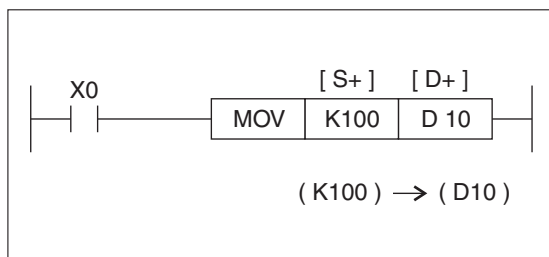 [ S+ ] [ D+ ]
X0
MOV K100 D 10
( K100 ) → ( D10 )